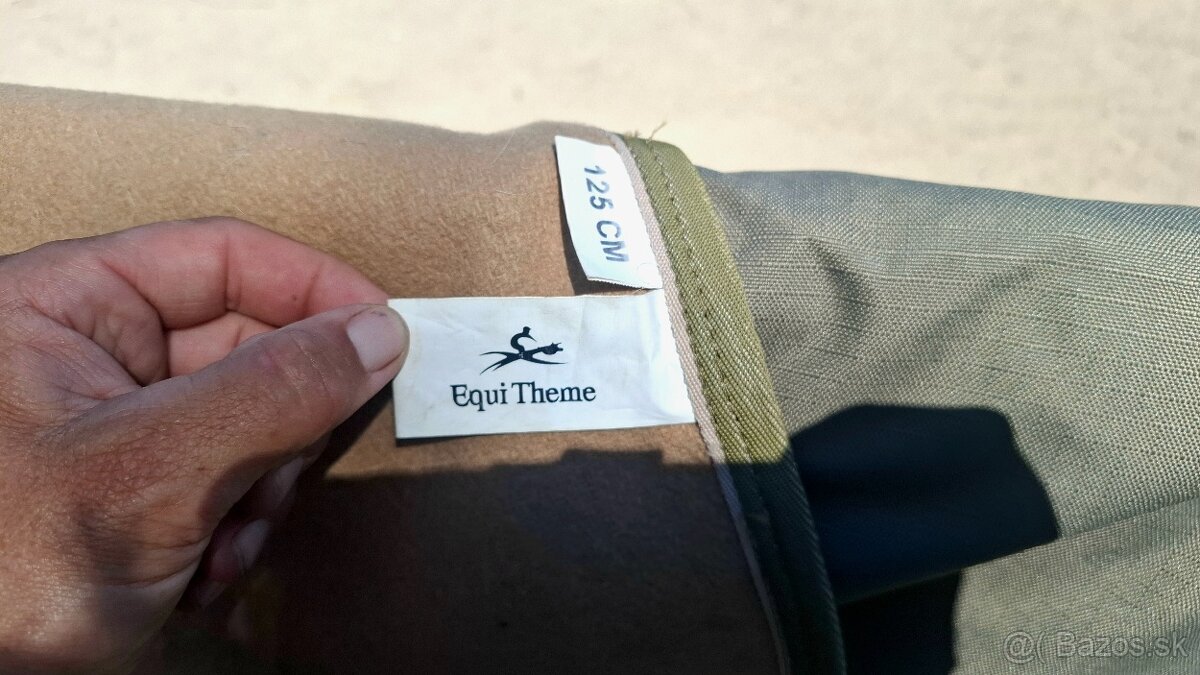 125 CM
Equi Theme
@( Bazos.sk